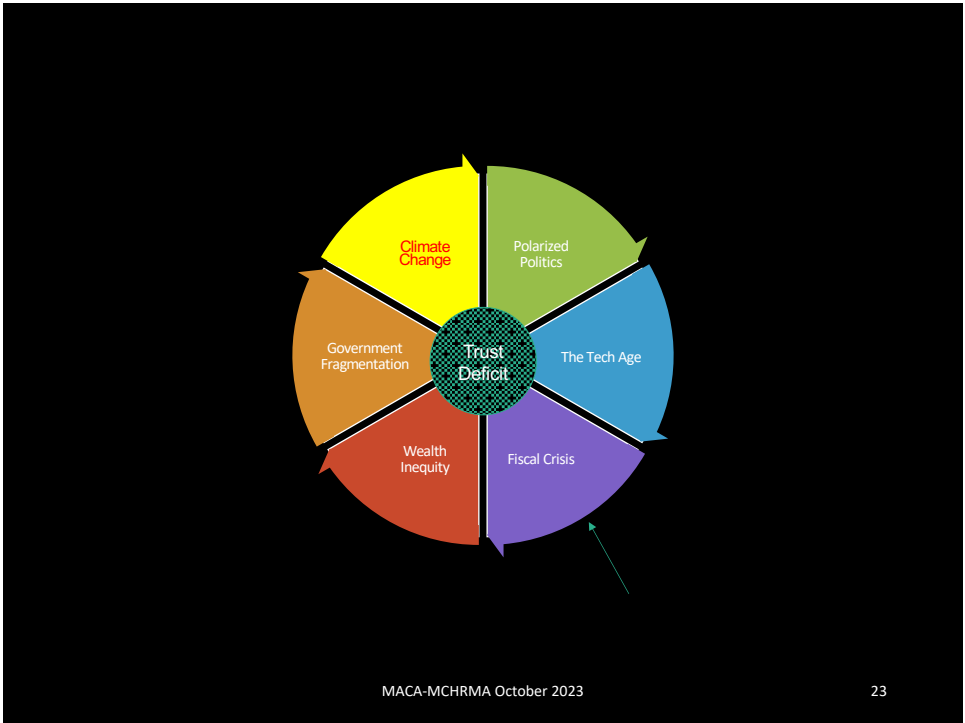 Climate
Change
Polarized
Politics
Government
Fragmentation
Trust
Deficit
The Tech Age
Wealth
Inequity
Fiscal Crisis
MACA-MCHRMA October 2023
23